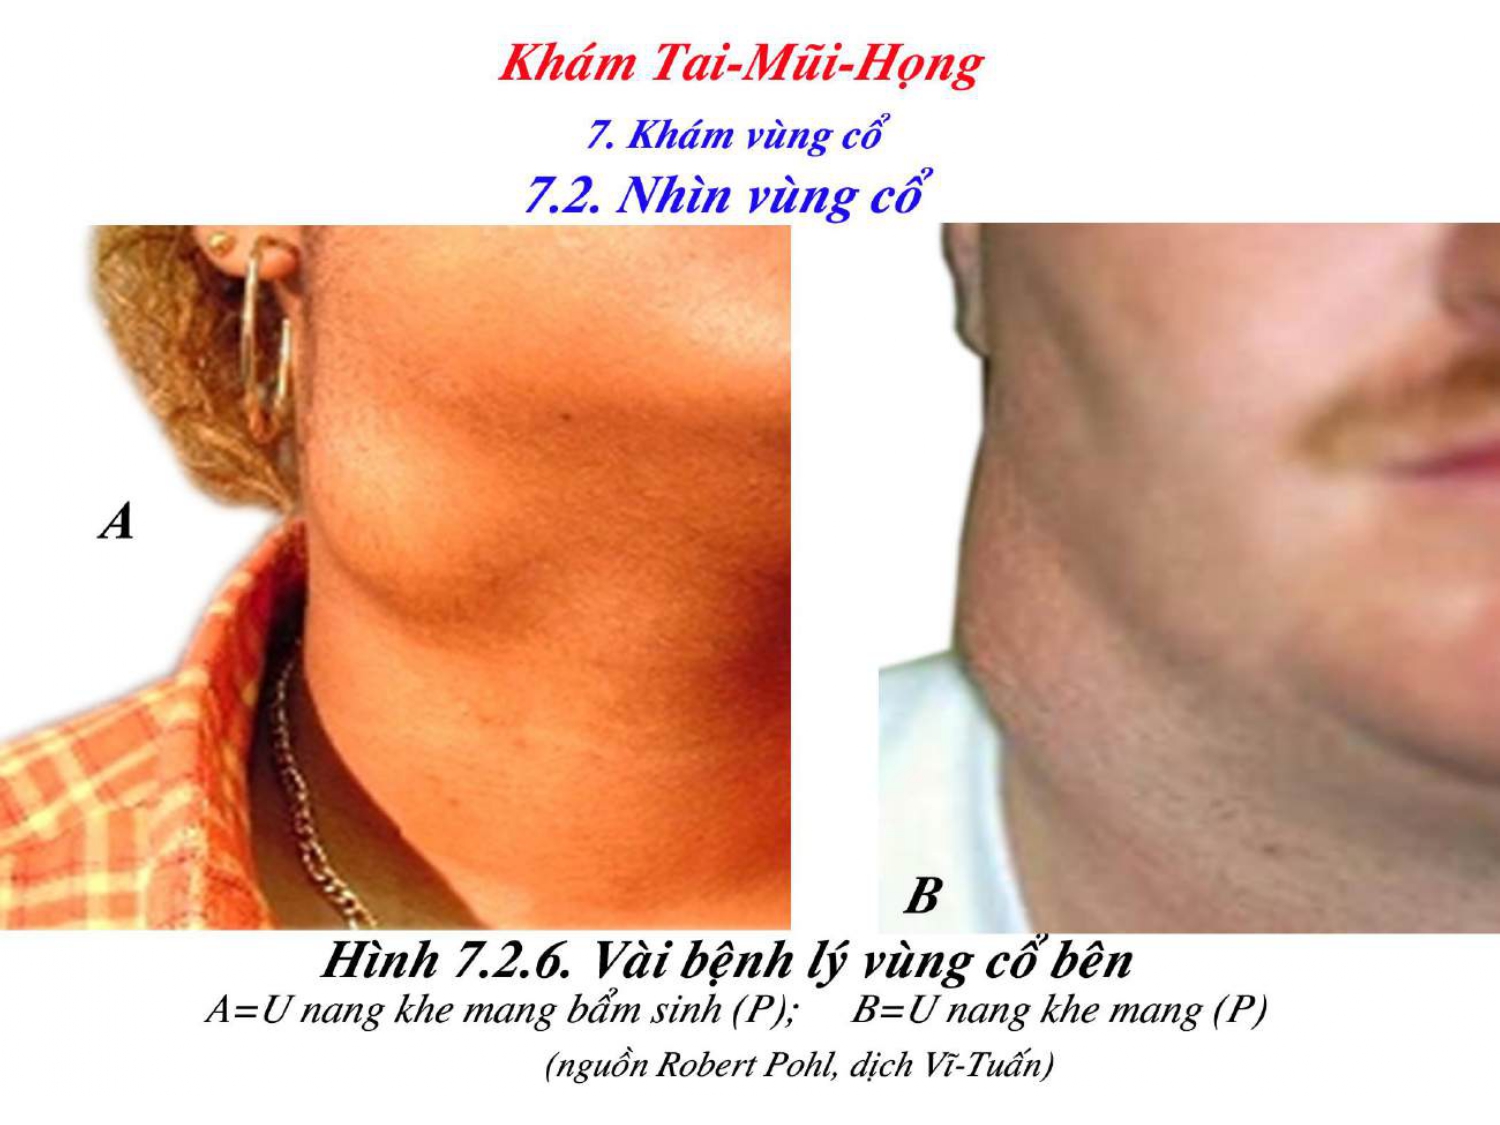 Khám Tai-Mũi-Họng
7. Khám vùng cổ
7.2. Nhìn vùng cổ
A
B
Hình 7.2.6. Vài bệnh lý vùng cổ bên
A=U nang khe mang bẩm sinh (P); B=U nang khe mang (P)
(nguồn Robert Pohl, dịch Vĩ-Tuấn)